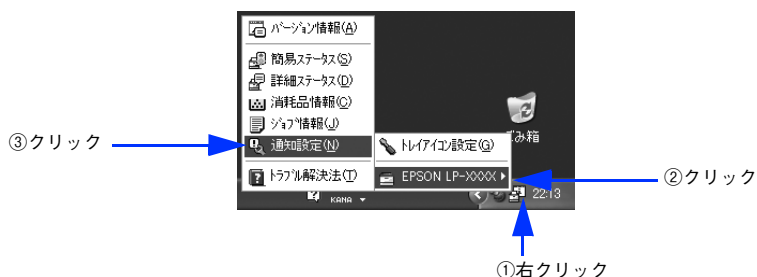 バージョン情報(A)
簡易ステータス(S)
詳細ステータス(D)
消耗品情報(C)
ジョブ情報(J)
通知設定(N)
トラブル解決法(T)
トレイアイコン設定(G)
EPSON LP-XXXX
ごみ箱
KANA
22:13
③クリック
②クリック
①右クリック